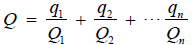 Q = q₁/Q₁ + q₂/Q₂ + ⋯ qₙ/Qₙ